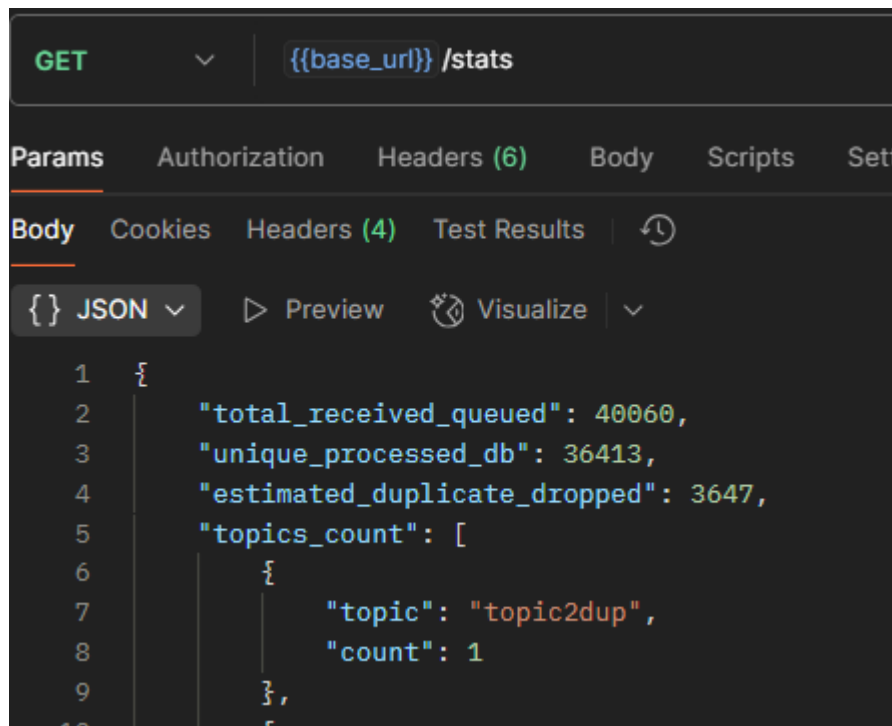 GET {{base_url}} /stats
Params Authorization Headers (6) Body Scripts
Body Cookies Headers (4) Test Results
{} JSON Preview Visualize
1 {
2 "total_received_queued": 40060,
3 "unique_processed_db": 36413,
4 "estimated_duplicate_dropped": 3647,
5 "topics_count": [
6 {
7 "topic": "topic2dup",
8 "count": 1
9 },